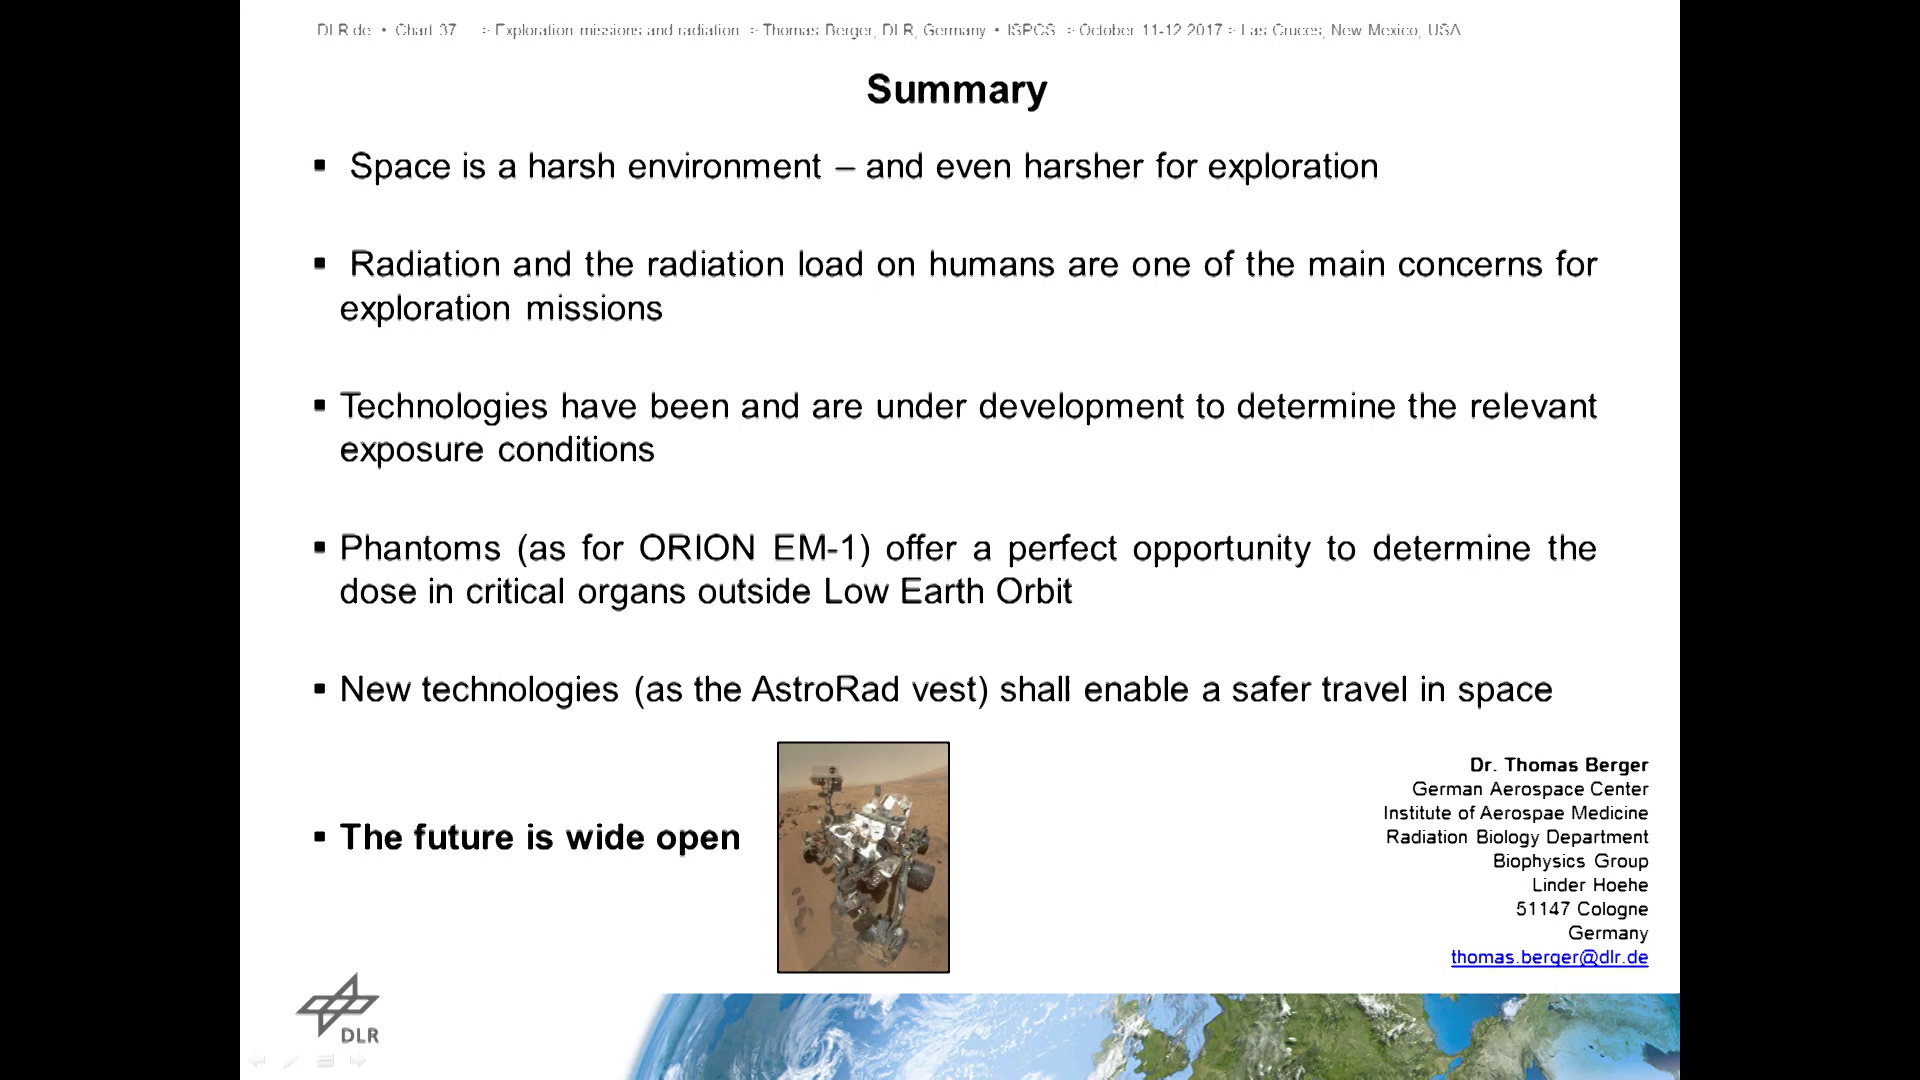 DLR.de • Chart 37 > Exploration missions and radiation > Thomas Berger, DLR, Germany • ISPCS > October 11-12 2017 > Las Cruces, New Mexico, USA
Summary
▪ Space is a harsh environment – and even harsher for exploration
▪ Radiation and the radiation load on humans are one of the main concerns for
exploration missions
▪ Technologies have been and are under development to determine the relevant
exposure conditions
▪ Phantoms (as for ORION EM-1) offer a perfect opportunity to determine the
dose in critical organs outside Low Earth Orbit
▪ New technologies (as the AstroRad vest) shall enable a safer travel in space
▪ The future is wide open
Dr. Thomas Berger
German Aerospace Center
Institute of Aerospae Medicine
Radiation Biology Department
Biophysics Group
Linder Hoehe
51147 Cologne
Germany
thomas.berger@dlr.de
DLR